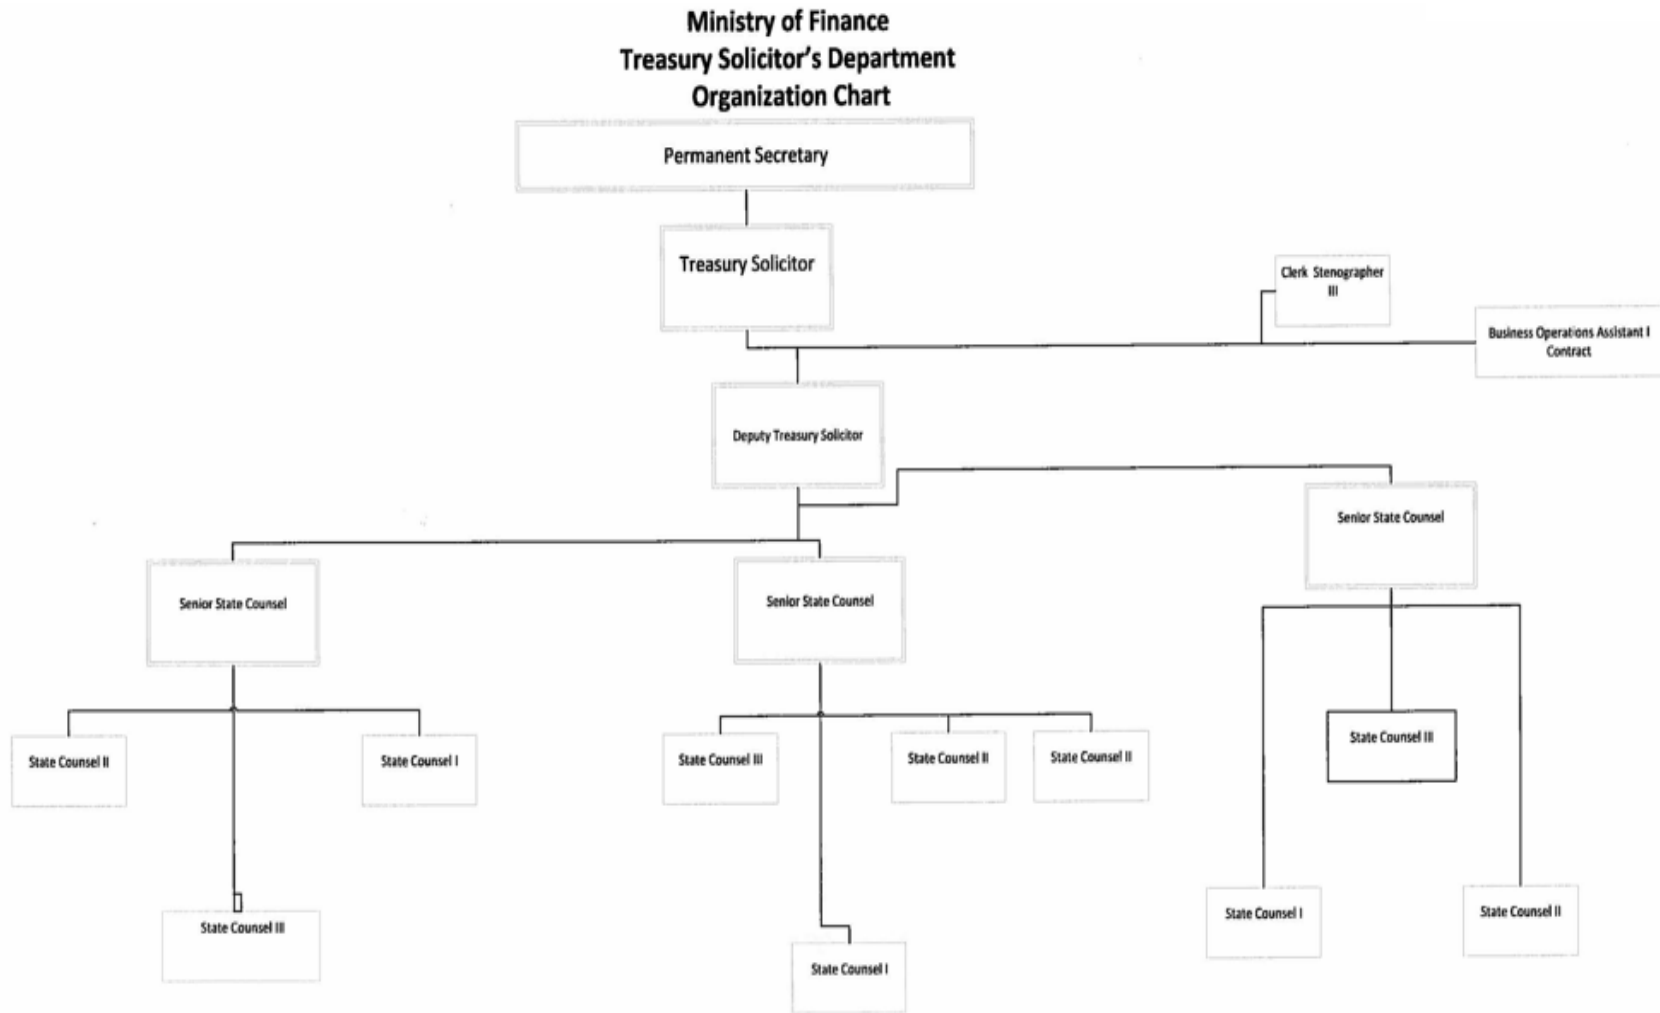 Ministry of Finance
Treasury Solicitor's Department
Organization Chart
Permanent Secretary
Treasury Solicitor
Clerk Stenographer
III
Business Operations Assistant I
Contract
Deputy Treasury Solicitor
Senior State Counsel
Senior State Counsel
Senior State Counsel
State Counsel II
State Counsel I
State Counsel III
State Counsel II
State Counsel II
State Counsel III
State Counsel III
State Counsel I
State Counsel I
State Counsel II